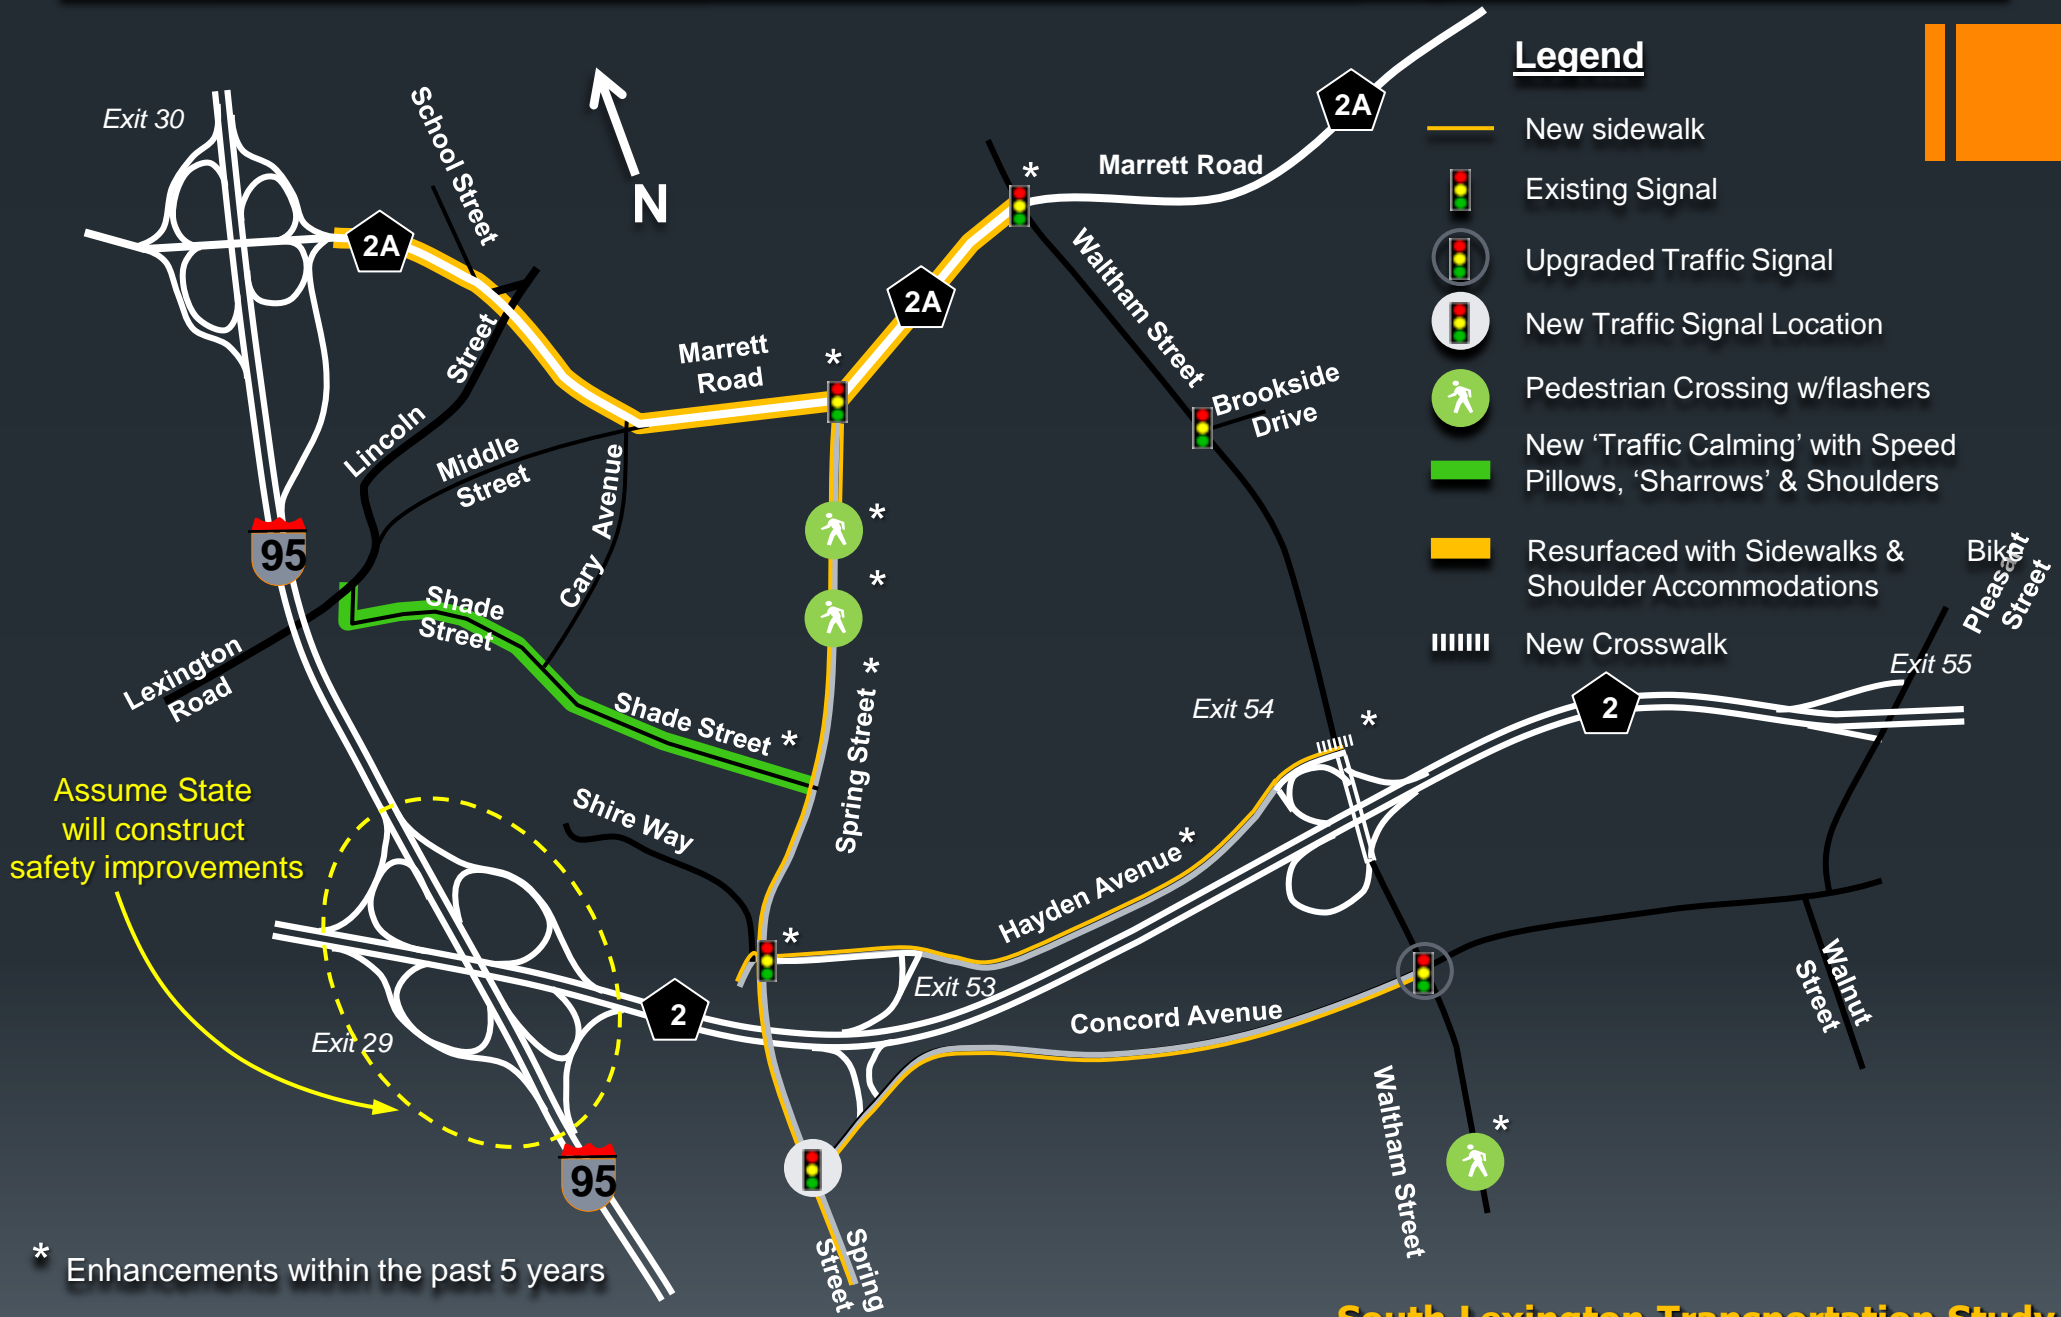 Legend
New sidewalk
Existing Signal
Upgraded Traffic Signal
New Traffic Signal Location
Pedestrian Crossing w/flashers
New ‘Traffic Calming’ with Speed
Pillows, ‘Sharrows’ & Shoulders
Resurfaced with Sidewalks & Bike
Shoulder Accommodations
New Crosswalk
Exit 30
School Street
N
2A
Marrett Road
*
2A
2A
Marrett
Road
*
Waltham Street
Brookside
Drive
Lincoln
Street
Middle
Street
Cary Avenue
95
*
*
Shade
Street
Lexington
Road
Shade Street *
Spring Street *
Pleasant
Street
Exit 55
Exit 54
*
2
Assume State
will construct
safety improvements
Shire Way
Hayden Avenue*
*
Exit 53
2
Concord Avenue
Exit 29
Walnut
Street
Waltham Street
*
95
Spring
Street
* Enhancements within the past 5 years
South Lexington Transportation Study